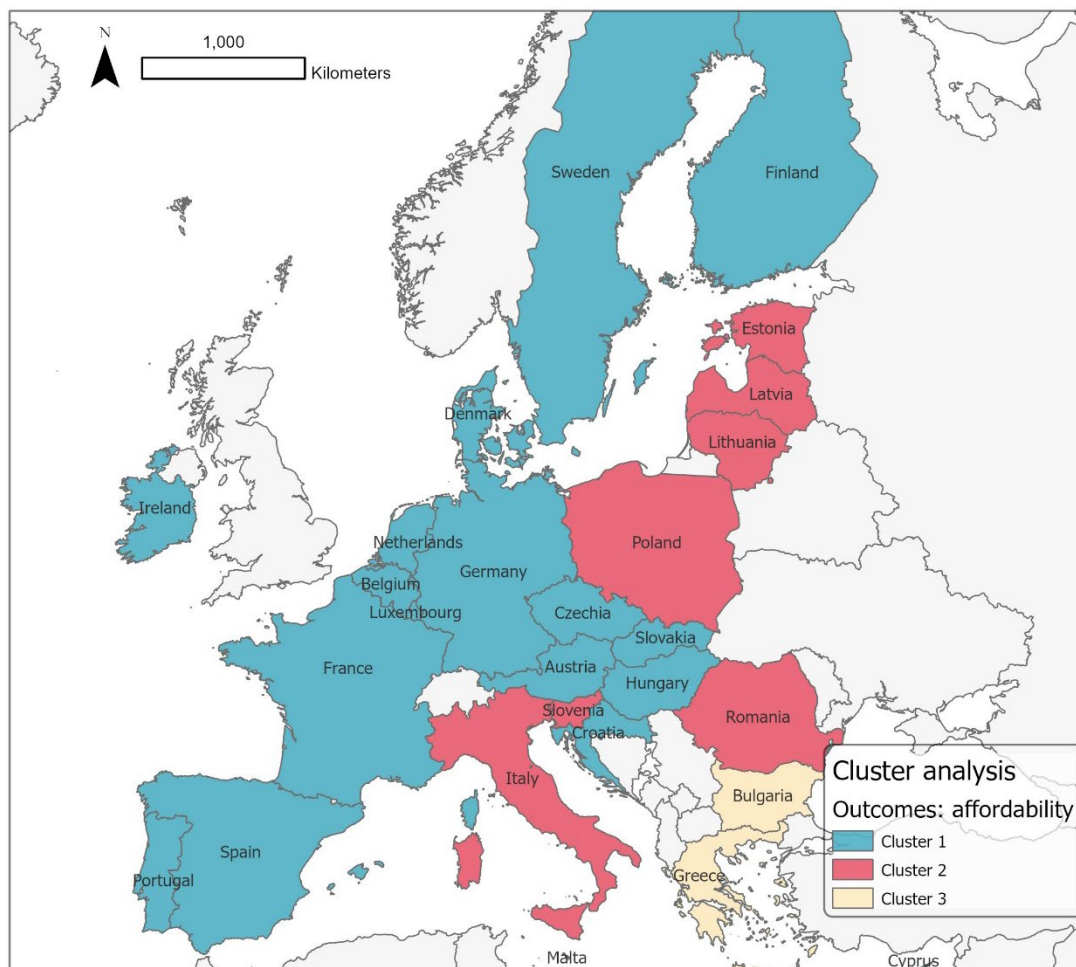 N
1,000
Kilometers
Sweden
Finland
Estonia
Latvia
Denmark
Lithuania
Ireland
Netherlands
Poland
Germany
Belgium
Luxembourg
Czechia
Slovakia
France
Austria
Hungary
Slovenia
Romania
Croatia
Italy
Bulgaria
Spain
Portugal
Greece
Malta
Cyprus
Cluster analysis
Outcomes: affordability
Cluster 1
Cluster 2
Cluster 3